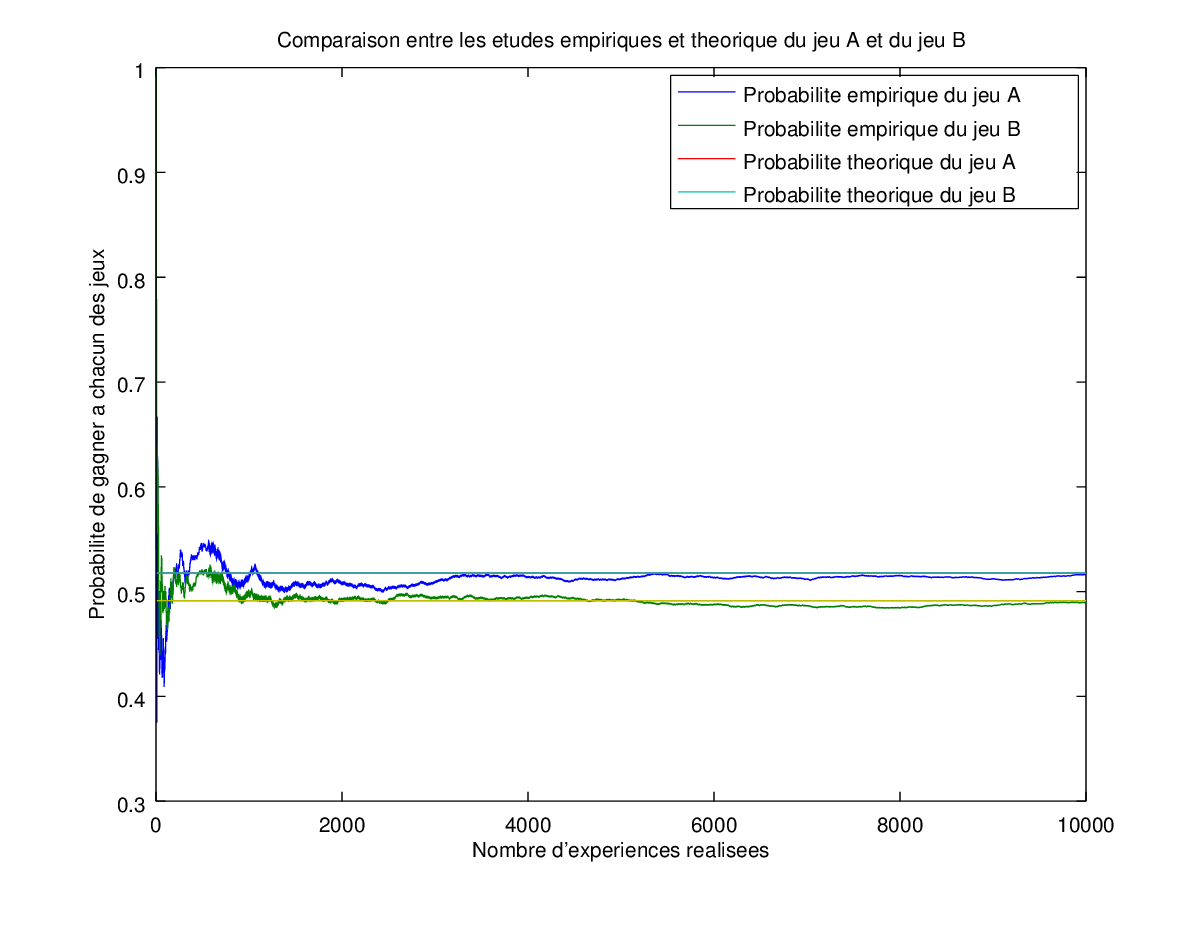 Comparaison entre les etudes empiriques et theorique du jeu A et du jeu B
Probabilite empirique du jeu A
Probabilite empirique du jeu B
Probabilite theorique du jeu A
Probabilite theorique du jeu B
1
0.9
0.8
0.7
0.6
0.5
0.4
0.3
Probabilite de gagner a chacun des jeux
0
2000
4000
6000
8000
10000
Nombre d'experiences realisees